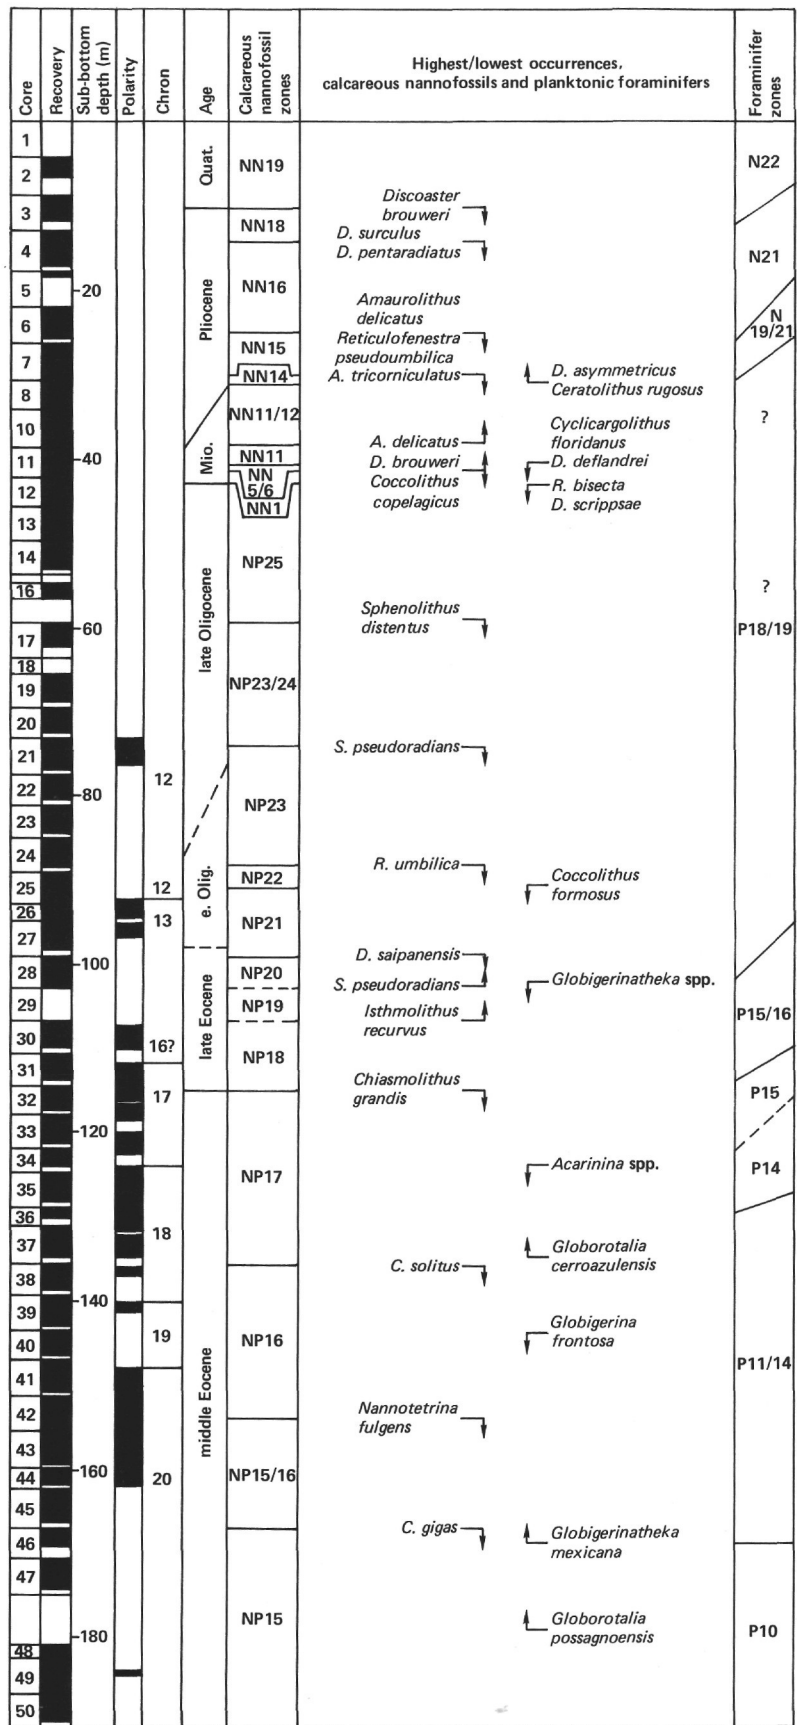 Core
Recovery
Sub-bottom
depth (m)
Polarity
Chron
Age
Calcareous
nannofossil
zones
Highest/lowest occurrences,
calcareous nannofossils and planktonic foraminifers
Foraminifer
zones
1
2
3
4
5
6
7
8
10
11
12
13
14
16
17
18
19
20
21
22
23
24
25
26
27
28
29
30
31
32
33
34
35
36
37
38
39
40
41
42
43
44
45
46
47
48
49
50
20
40
60
80
100
120
140
160
180
12
12
13
16?
17
18
19
20
Quat.
Pliocene
Mio.
late Oligocene
e. Olig.
late Eocene
middle Eocene
NN19
NN18
NN16
NN15
NN14
NN11/12
NN11
NN
5/6
NN1
NP25
NP23/24
NP23
NP22
NP21
NP20
NP19
NP18
NP17
NP16
NP15/16
NP15
Discoaster
brouweri
D. surculus
D. pentaradiatus
Amaurolithus
delicatus
Reticulofenestra
pseudoumbilica
A. tricorniculatus
A. delicatus
D. brouweri
Coccolithus
copelagicus
Sphenolithus
distentus
S. pseudoradians
R. umbilica
D. saipanensis
S. pseudoradians
Isthmolithus
recurvus
Chiasmolithus
grandis
C. solitus
Nannotetrina
fulgens
C. gigas
D. asymmetricus
Ceratolithus rugosus
Cyclicargolithus
floridanus
D. deflandrei
R. bisecta
D. scrippsae
Coccolithus
formosus
Globigerinatheka spp.
Acarinina spp.
Globorotalia
cerroazulensis
Globigerina
frontosa
Globigerinatheka
mexicana
Globorotalia
possagnoensis
N22
N21
N
19/21
?
?
P18/19
P15/16
P15
P14
P11/14
P10